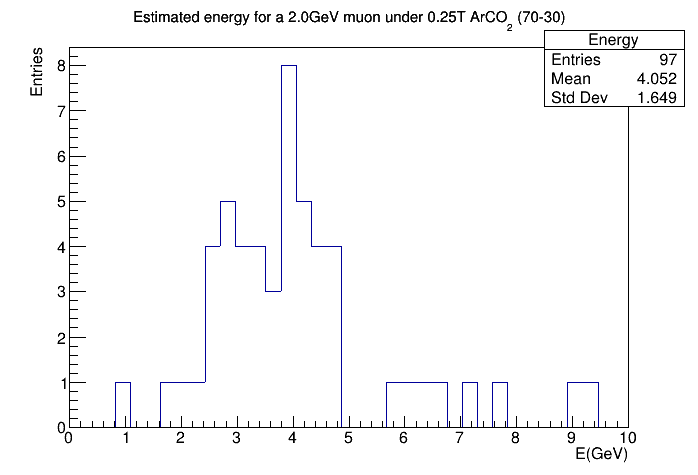 Estimated energy for a 2.0GeV muon under 0.25T ArCO2 (70-30)
Energy
Entries 97
Mean 4.052
Std Dev 1.649
Entries
8
7
6
5
4
3
2
1
0
0 1 2 3 4 5 6 7 8 9 10
E(GeV)